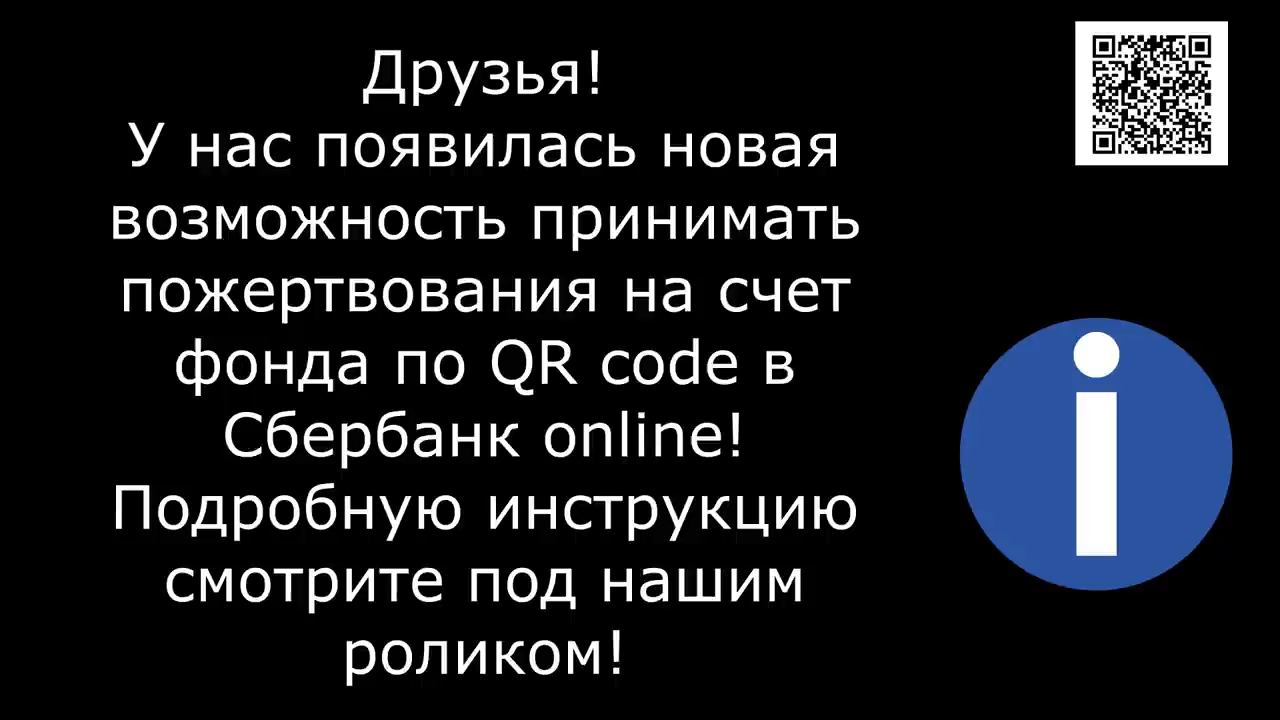 Друзья!
У нас появилась новая
возможность принимать
пожертвования на счет
фонда по QR code в
Сбербанк online!
Подробную инструкцию
смотрите под нашим
роликом!